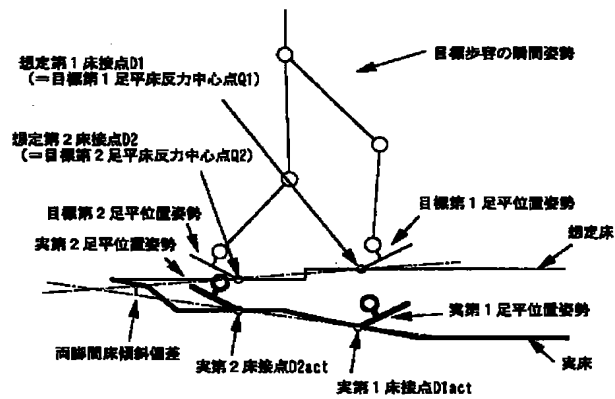 想定第1床接点D1
(=目標第1足平床反力中心点Q1)
目標歩容の瞬間姿勢
想定第2床接点D2
(=目標第2足平床反力中心点Q2)
目標第2足平位置姿勢
目標第1足平位置姿勢
実第2足平位置姿勢
想定床
実第1足平位置姿勢
両脚間床傾斜偏差
実第2床接点D2act
実床
実第1床接点D1act